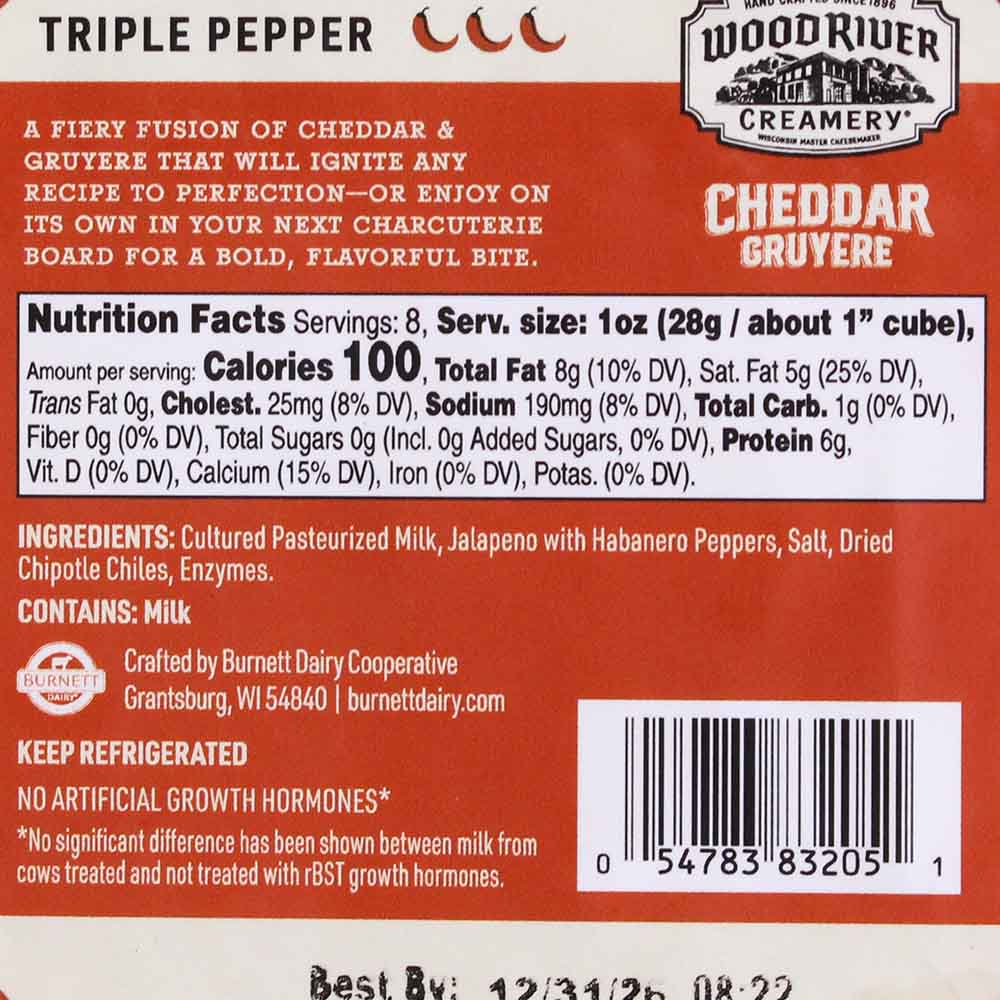 TRIPLE PEPPER
HAND CRAFTED SINCE 1896
WOOD RIVER
CREAMERY®
WISCONSIN MASTER CHEESEMAKER
CHEDDAR
GRUYERE
A FIERY FUSION OF CHEDDAR &
GRUYERE THAT WILL IGNITE ANY
RECIPE TO PERFECTION—OR ENJOY ON
ITS OWN IN YOUR NEXT CHARCUTERIE
BOARD FOR A BOLD, FLAVORFUL BITE.
Nutrition Facts Servings: 8, Serv. size: 1oz (28g / about 1” cube),
Amount per serving: Calories 100, Total Fat 8g (10% DV), Sat. Fat 5g (25% DV),
Trans Fat 0g, Cholest. 25mg (8% DV), Sodium 190mg (8% DV), Total Carb. 1g (0% DV),
Fiber 0g (0% DV), Total Sugars 0g (Incl. 0g Added Sugars, 0% DV), Protein 6g,
Vit. D (0% DV), Calcium (15% DV), Iron (0% DV), Potas. (0% DV).
INGREDIENTS: Cultured Pasteurized Milk, Jalapeno with Habanero Peppers, Salt, Dried
Chipotle Chiles, Enzymes.
CONTAINS: Milk
BURNETT
DAIRY
Crafted by Burnett Dairy Cooperative
Grantsburg, WI 54840 | burnettdairy.com
KEEP REFRIGERATED
NO ARTIFICIAL GROWTH HORMONES*
*No significant difference has been shown between milk from
cows treated and not treated with rBST growth hormones.
0 54783 83205 1
Best By: 08:22